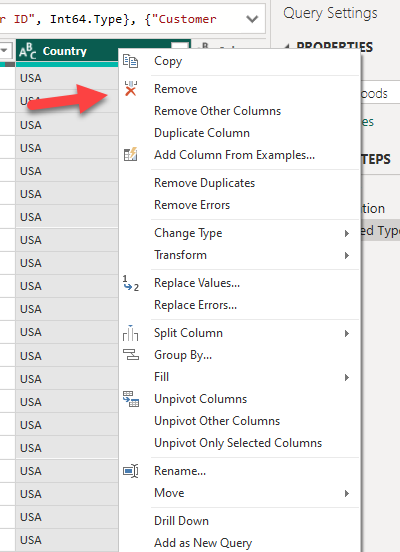 er ID", Int64.Type}, {"Customer
Query Settings
ABC Country
PROPERTIES
USA
Copy
USA
Remove
oods
Remove Other Columns
USA
es
Duplicate Column
USA
TEPS
Add Column From Examples...
USA
Remove Duplicates
USA
Remove Errors
tion
USA
ed Type
Change Type
USA
Transform
USA
Replace Values...
USA
Replace Errors...
USA
Split Column
USA
Group By...
USA
Fill
USA
Unpivot Columns
USA
Unpivot Other Columns
USA
Unpivot Only Selected Columns
USA
Rename...
USA
Move
USA
Drill Down
USA
Add as New Query
USA